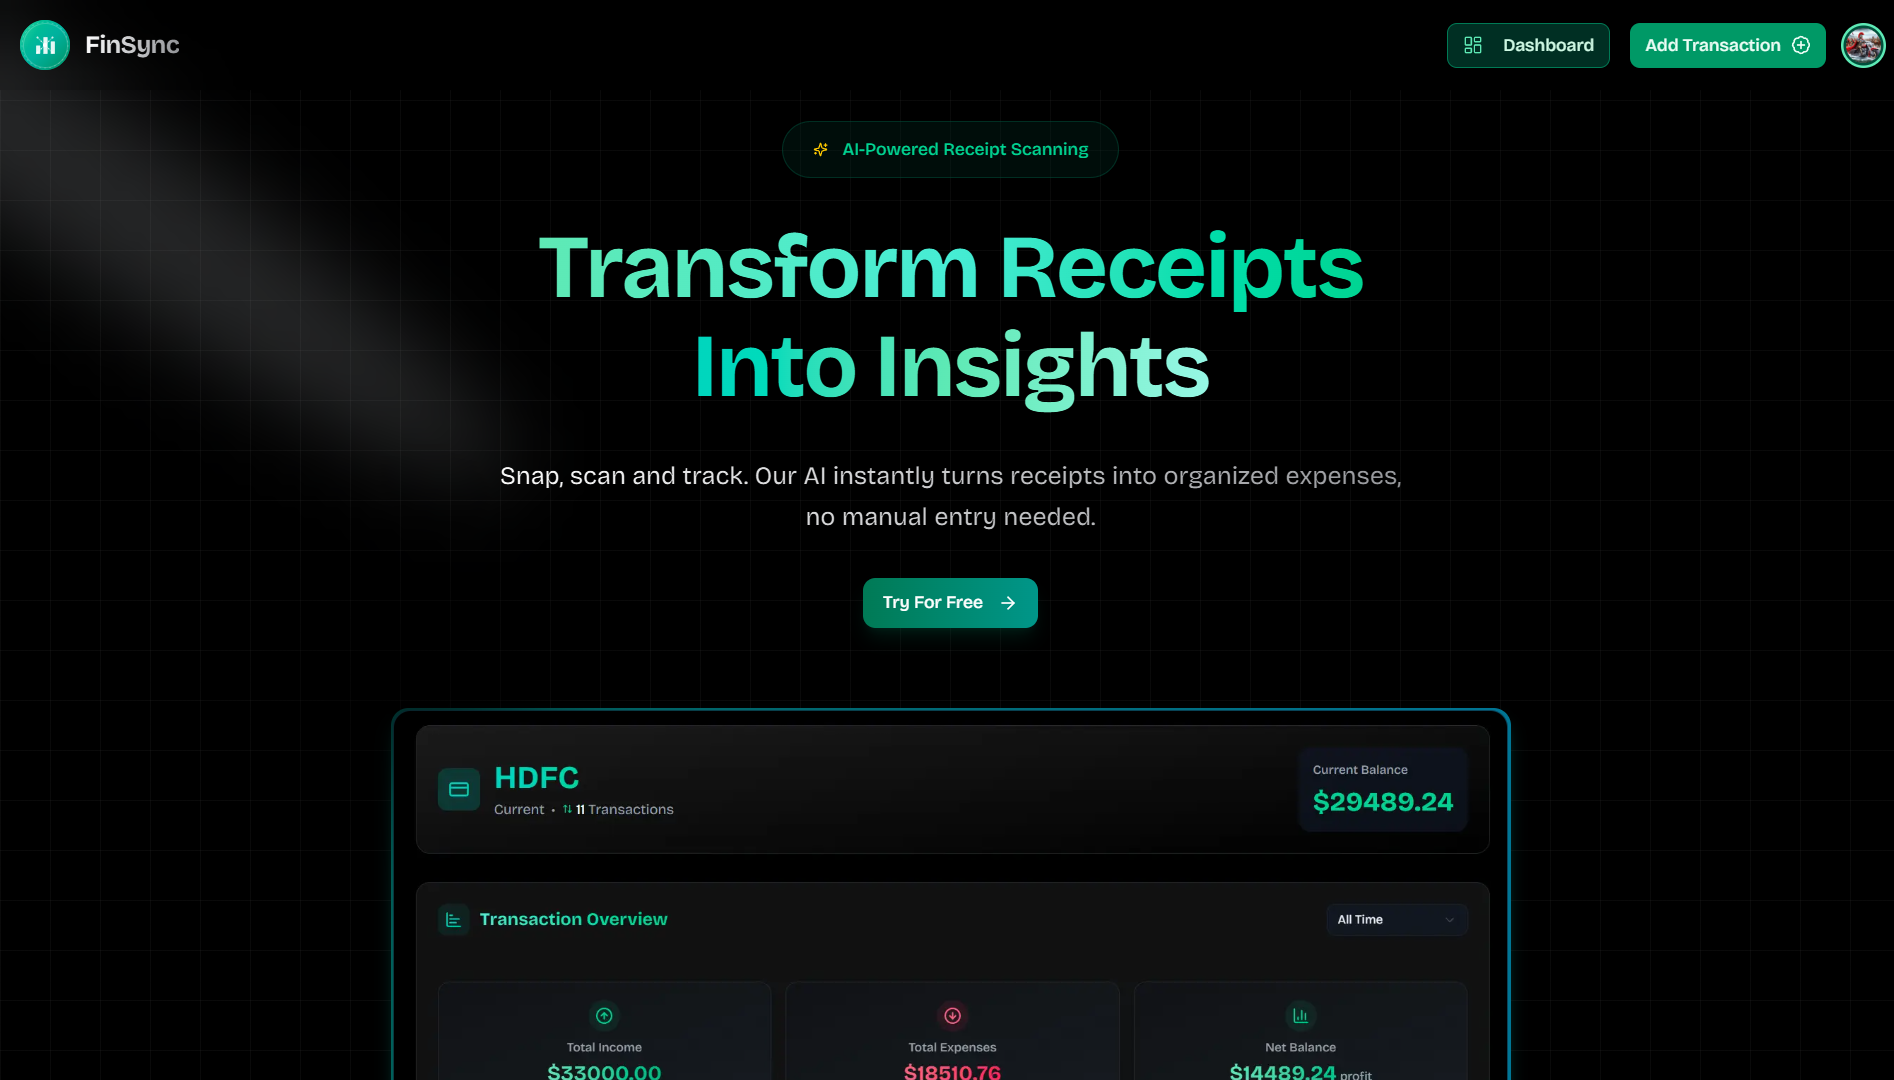 FinSync
Dashboard
Add Transaction
AI-Powered Receipt Scanning
Transform Receipts
Into Insights
Snap, scan and track. Our AI instantly turns receipts into organized expenses,
no manual entry needed.
Try For Free
HDFC
Current • 11 Transactions
Current Balance
$29489.24
Transaction Overview
All Time
Total Income
$33000.00
Total Expenses
$18510.76
Net Balance
$14489.24 profit